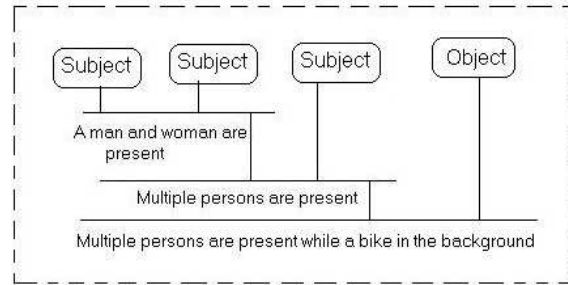 Subject
Subject
Subject
Object
A man and woman are
present
Multiple persons are present
Multiple persons are present while a bike in the background